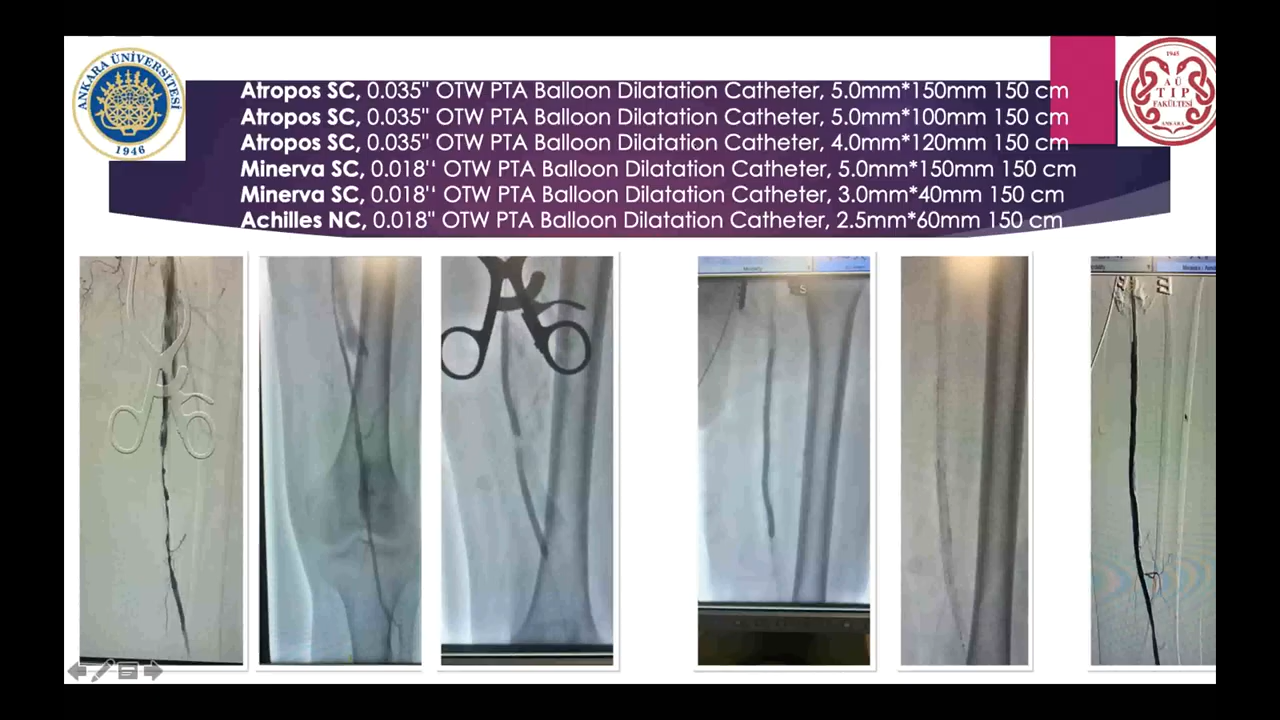 Atropos SC, 0.035" OTW PTA Balloon Dilatation Catheter, 5.0mm*150mm 150 cm
Atropos SC, 0.035" OTW PTA Balloon Dilatation Catheter, 5.0mm*100mm 150 cm
Atropos SC, 0.035" OTW PTA Balloon Dilatation Catheter, 4.0mm*120mm 150 cm
Minerva SC, 0.018'‘ OTW PTA Balloon Dilatation Catheter, 5.0mm*150mm 150 cm
Minerva SC, 0.018'‘ OTW PTA Balloon Dilatation Catheter, 3.0mm*40mm 150 cm
Achilles NC, 0.018" OTW PTA Balloon Dilatation Catheter, 2.5mm*60mm 150 cm
ANKARA ÜNİVERSİTESİ
1946
1945
A Ü
TIP
FAKÜLTESİ
ANKARA
S